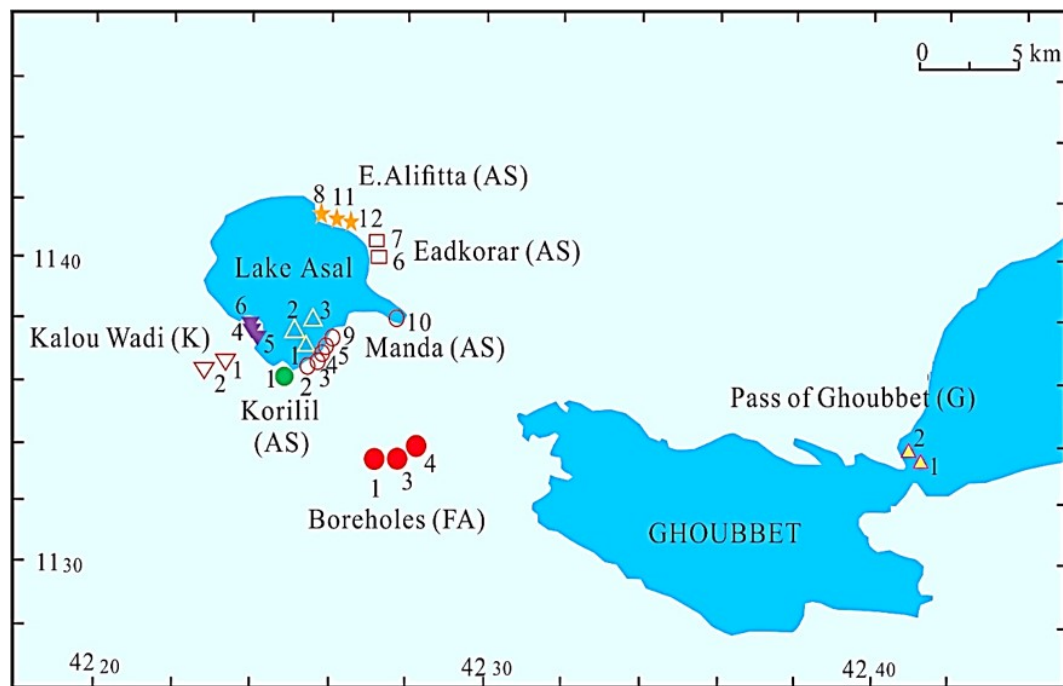 0 5 km
E.Alifitta (AS)
8 11
12
7
Eadkorar (AS)
6
Lake Asal
6
2 3
10
Kalou Wadi (K)
4 5
9
Manda (AS)
1
5
4
2 1
1
2 3
Korilil
(AS)
Pass of Ghoubbet (G)
2
1
4
1 3
Boreholes (FA)
GHOUBBET
11 40
11 30
42 20
42 30
42 40